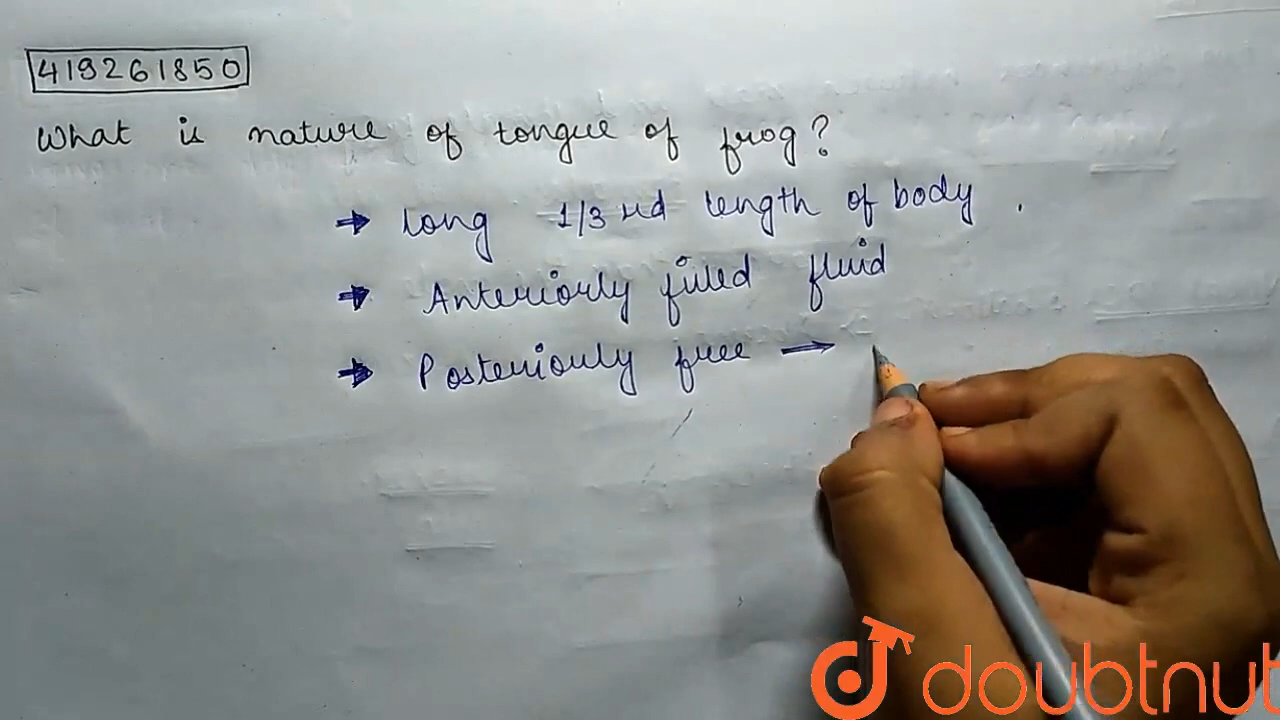 419261850
What is nature of tongue of frog?
→ Long 1/3 rd length of body.
→ Anteriorly filled fluid
→ Posteriorly free →
doubtnut